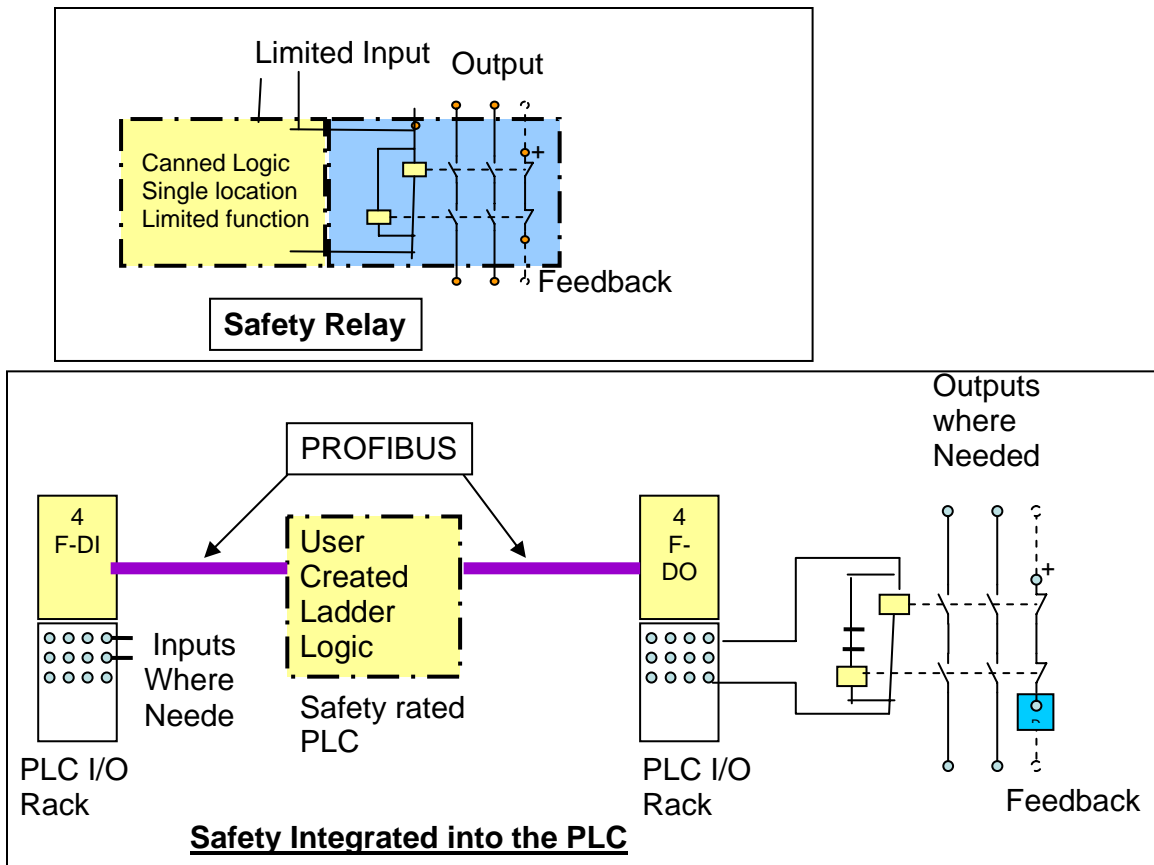 Limited Input
Output
Canned Logic
Single location
Limited function
+
Feedback
Safety Relay
Outputs
where
Needed
PROFIBUS
4
F-DI
User
Created
Ladder
Logic
4
F-
DO
+
Inputs
Where
Neede
Safety rated
PLC
PLC I/O
Rack
PLC I/O
Rack
Feedback
Safety Integrated into the PLC